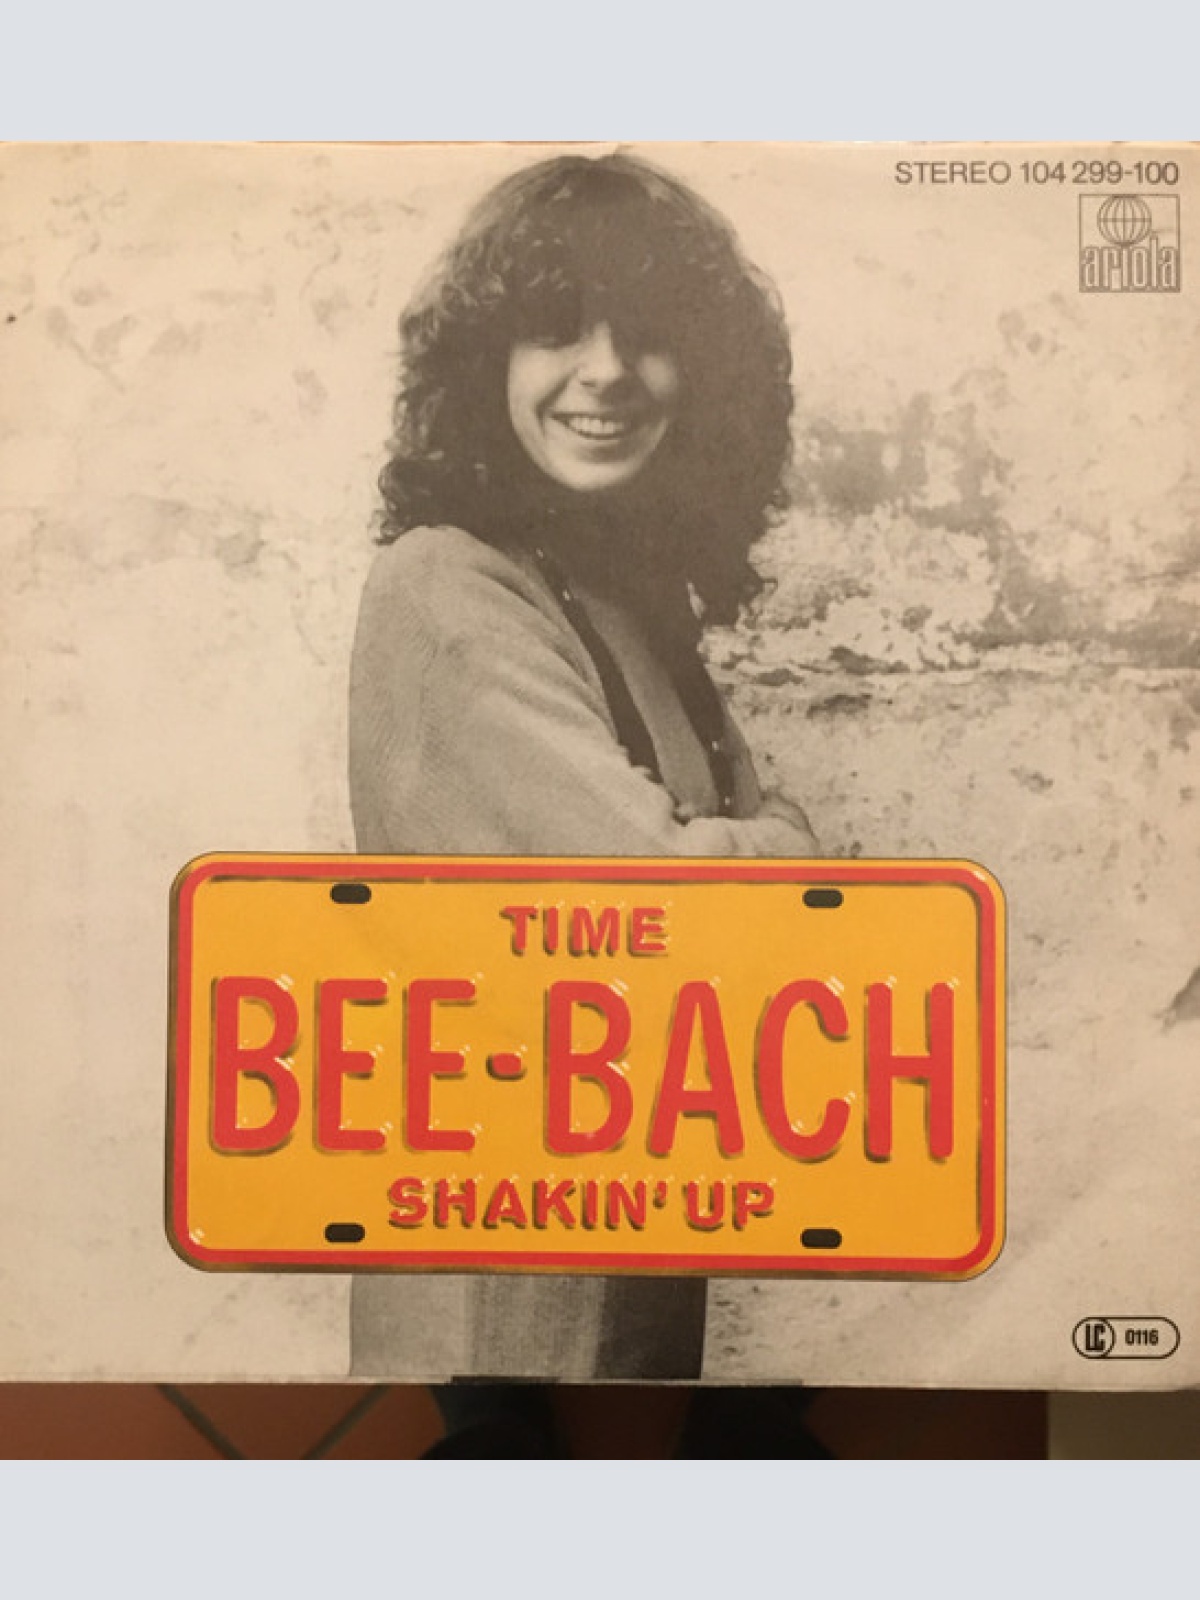 STEREO 104 299-100
ariola
TIME
BEE-BACH
SHAKIN' UP
LC 0116